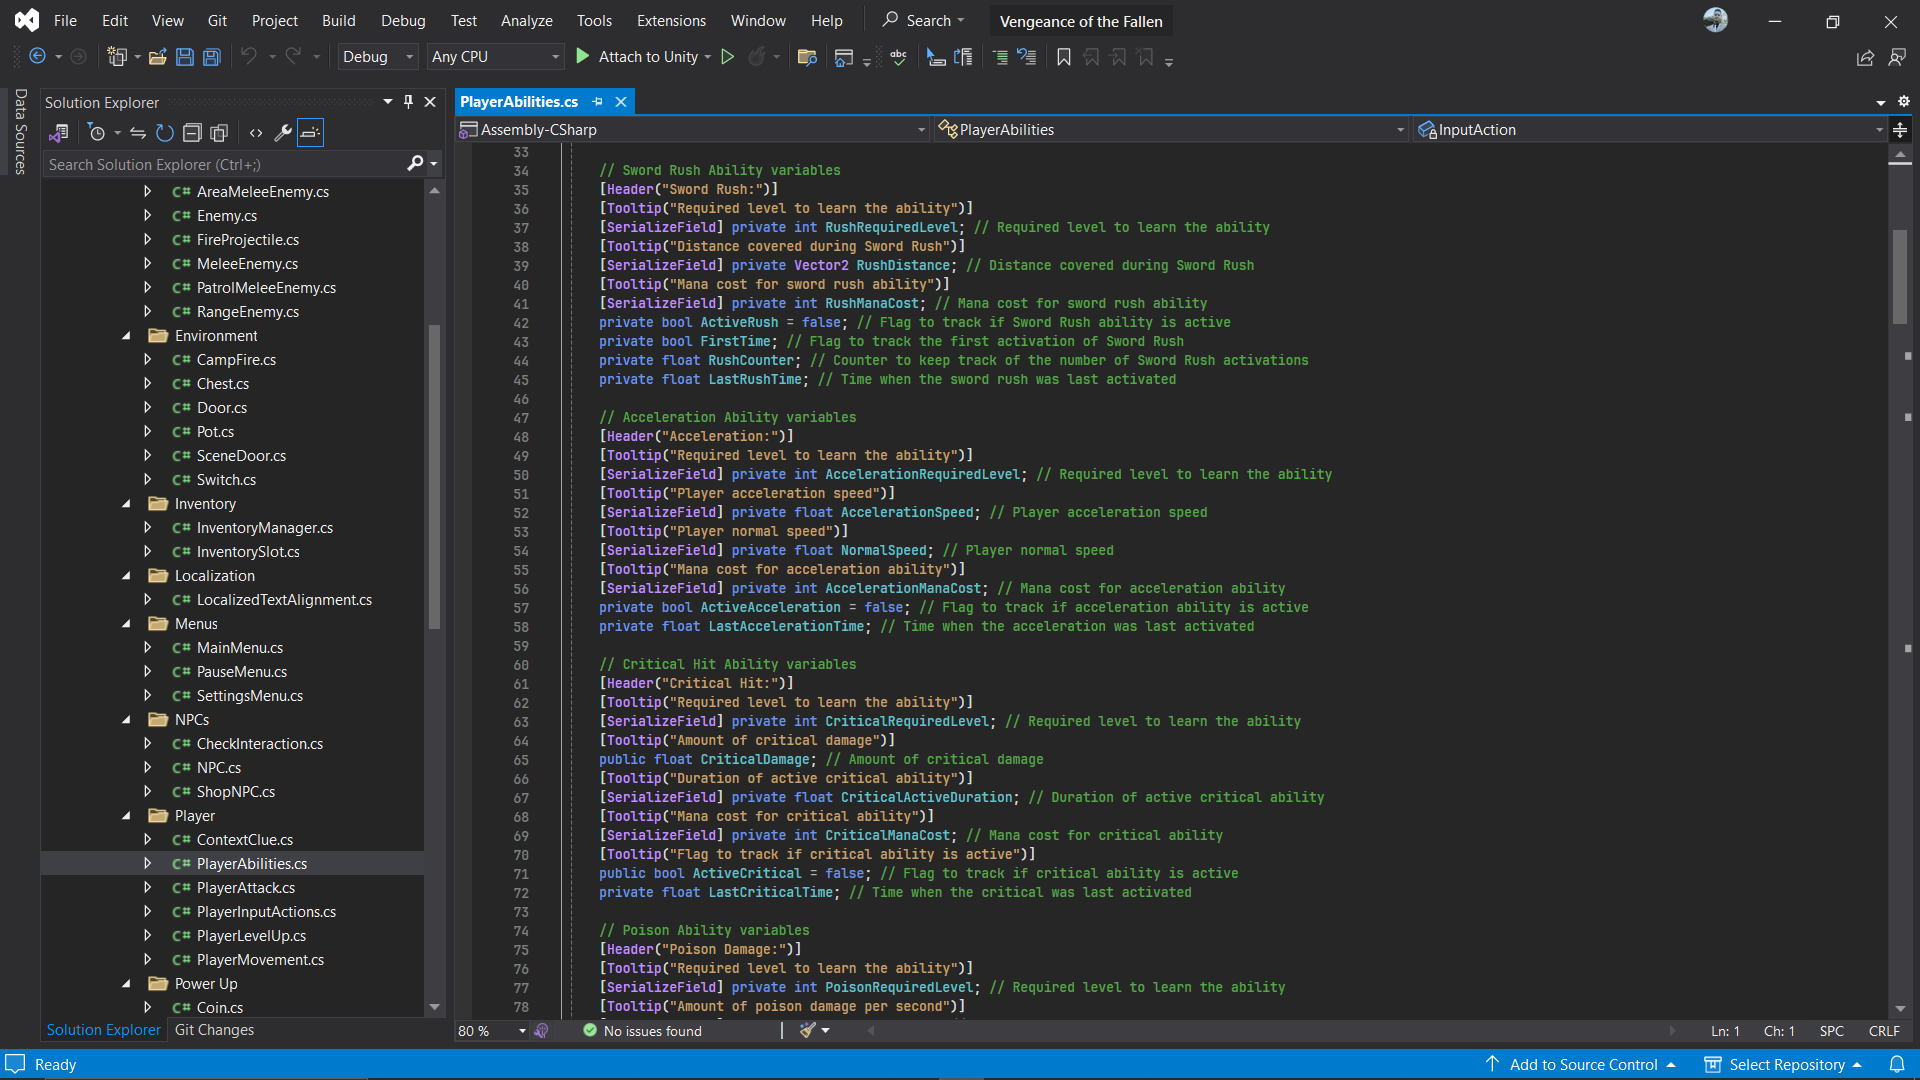 File Edit View Git Project Build Debug Test Analyze Tools Extensions Window Help Search Vengeance of the Fallen
Debug Any CPU Attach to Unity
Data Sources
Solution Explorer
Search Solution Explorer (Ctrl+;)
C# AreaMeleeEnemy.cs
C# Enemy.cs
C# FireProjectile.cs
C# MeleeEnemy.cs
C# PatrolMeleeEnemy.cs
C# RangeEnemy.cs
Environment
C# CampFire.cs
C# Chest.cs
C# Door.cs
C# Pot.cs
C# SceneDoor.cs
C# Switch.cs
Inventory
C# InventoryManager.cs
C# InventorySlot.cs
Localization
C# LocalizedTextAlignment.cs
Menus
C# MainMenu.cs
C# PauseMenu.cs
C# SettingsMenu.cs
NPCs
C# CheckInteraction.cs
C# NPC.cs
C# ShopNPC.cs
Player
C# ContextClue.cs
C# PlayerAbilities.cs
C# PlayerAttack.cs
C# PlayerInputActions.cs
C# PlayerLevelUp.cs
C# PlayerMovement.cs
Power Up
C# Coin.cs
Solution Explorer Git Changes
PlayerAbilities.cs
Assembly-CSharp PlayerAbilities InputAction
33
34 // Sword Rush Ability variables
35 [Header("Sword Rush:")]
36 [Tooltip("Required level to learn the ability")]
37 [SerializeField] private int RushRequiredLevel; // Required level to learn the ability
38 [Tooltip("Distance covered during Sword Rush")]
39 [SerializeField] private Vector2 RushDistance; // Distance covered during Sword Rush
40 [Tooltip("Mana cost for sword rush ability")]
41 [SerializeField] private int RushManaCost; // Mana cost for sword rush ability
42 private bool ActiveRush = false; // Flag to track if Sword Rush ability is active
43 private bool FirstTime; // Flag to track the first activation of Sword Rush
44 private float RushCounter; // Counter to keep track of the number of Sword Rush activations
45 private float LastRushTime; // Time when the sword rush was last activated
46
47 // Acceleration Ability variables
48 [Header("Acceleration:")]
49 [Tooltip("Required level to learn the ability")]
50 [SerializeField] private int AccelerationRequiredLevel; // Required level to learn the ability
51 [Tooltip("Player acceleration speed")]
52 [SerializeField] private float AccelerationSpeed; // Player acceleration speed
53 [Tooltip("Player normal speed")]
54 [SerializeField] private float NormalSpeed; // Player normal speed
55 [Tooltip("Mana cost for acceleration ability")]
56 [SerializeField] private int AccelerationManaCost; // Mana cost for acceleration ability
57 private bool ActiveAcceleration = false; // Flag to track if acceleration ability is active
58 private float LastAccelerationTime; // Time when the acceleration was last activated
59
60 // Critical Hit Ability variables
61 [Header("Critical Hit:")]
62 [Tooltip("Required level to learn the ability")]
63 [SerializeField] private int CriticalRequiredLevel; // Required level to learn the ability
64 [Tooltip("Amount of critical damage")]
65 public float CriticalDamage; // Amount of critical damage
66 [Tooltip("Duration of active critical ability")]
67 [SerializeField] private float CriticalActiveDuration; // Duration of active critical ability
68 [Tooltip("Mana cost for critical ability")]
69 [SerializeField] private int CriticalManaCost; // Mana cost for critical ability
70 [Tooltip("Flag to track if critical ability is active")]
71 public bool ActiveCritical = false; // Flag to track if critical ability is active
72 private float LastCriticalTime; // Time when the critical was last activated
73
74 // Poison Ability variables
75 [Header("Poison Damage:")]
76 [Tooltip("Required level to learn the ability")]
77 [SerializeField] private int PoisonRequiredLevel; // Required level to learn the ability
78 [Tooltip("Amount of poison damage per second")]
80 % No issues found Ln: 1 Ch: 1 SPC CRLF
Ready Add to Source Control Select Repository